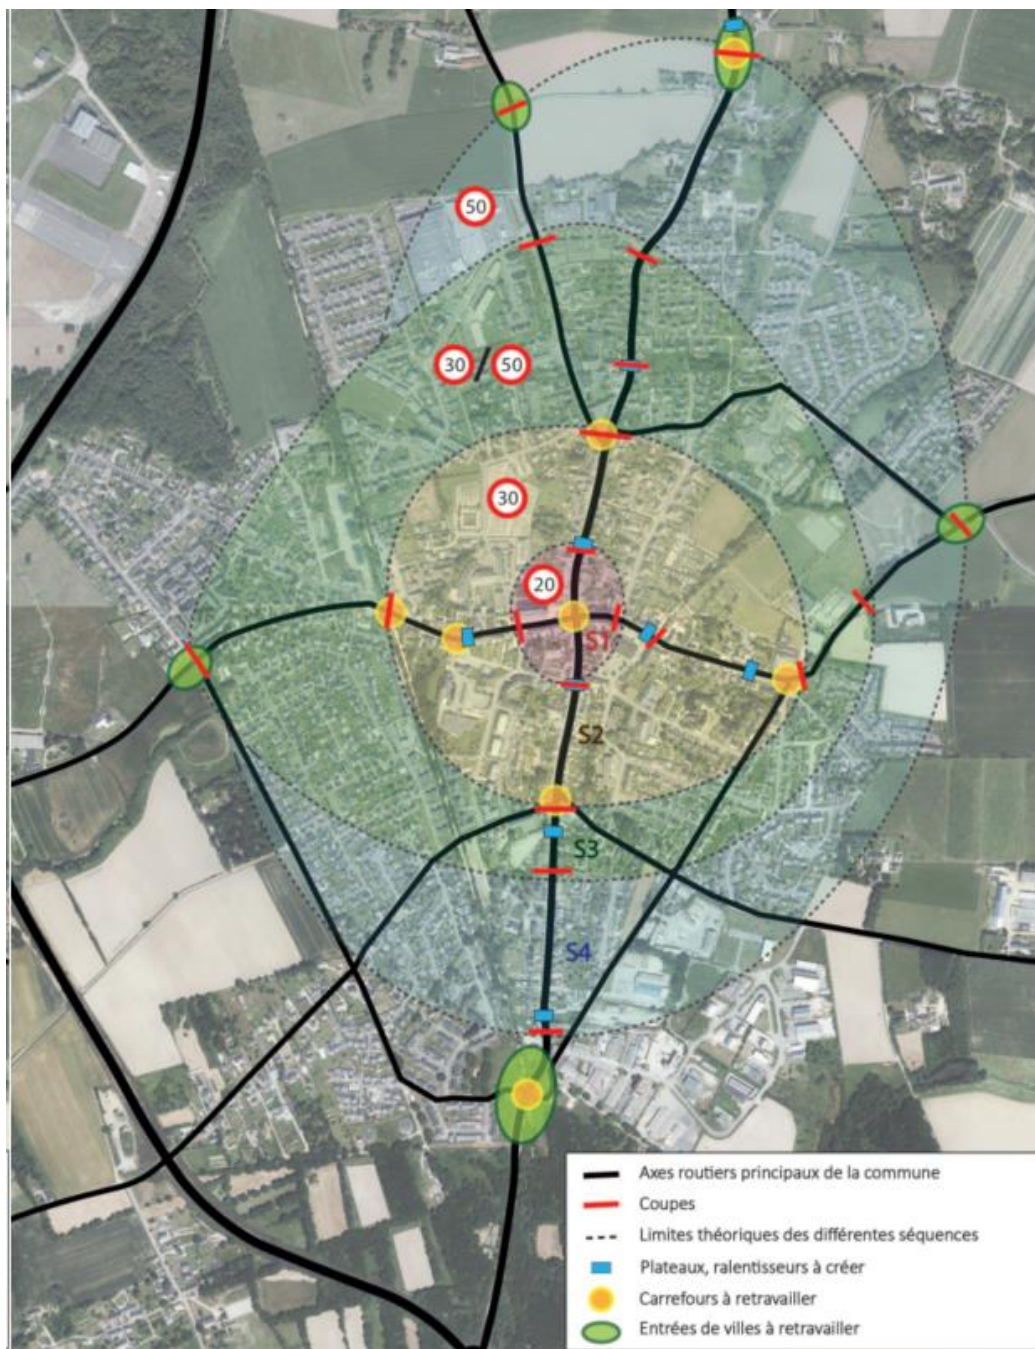 50
30 50
30
20
S1
S2
S3
S4
Axes routiers principaux de la commune
Coupes
Limites théoriques des différentes séquences
Plateaux, ralentisseurs à créer
Carrefours à retravailler
Entrées de villes à retravailler